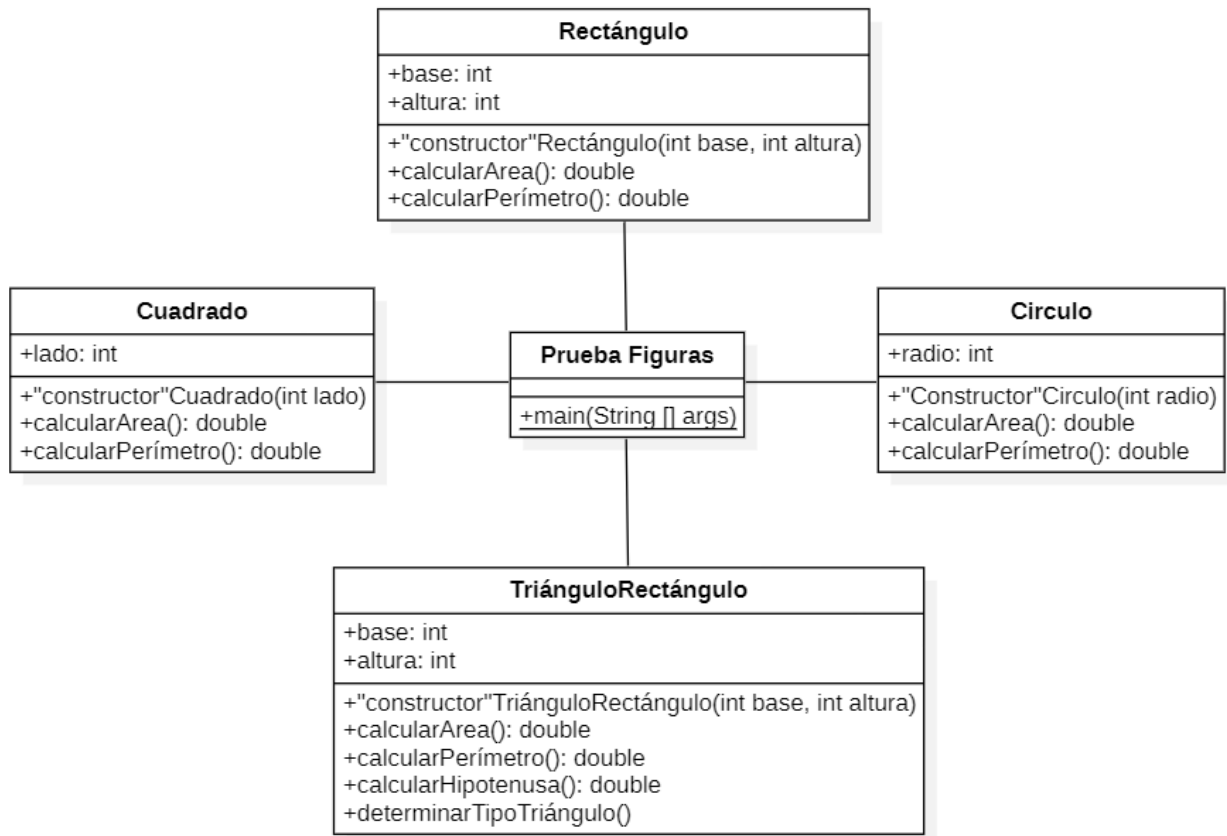 Rectángulo
+base: int
+altura: int
+"constructor"Rectángulo(int base, int altura)
+calcularArea(): double
+calcularPerímetro(): double
Cuadrado
+lado: int
+"constructor"Cuadrado(int lado)
+calcularArea(): double
+calcularPerímetro(): double
Prueba Figuras
+main(String [] args)
Circulo
+radio: int
+"Constructor"Circulo(int radio)
+calcularArea(): double
+calcularPerímetro(): double
TriánguloRectángulo
+base: int
+altura: int
+"constructor"TriánguloRectángulo(int base, int altura)
+calcularArea(): double
+calcularPerímetro(): double
+calcularHipotenusa(): double
+determinarTipoTriángulo()